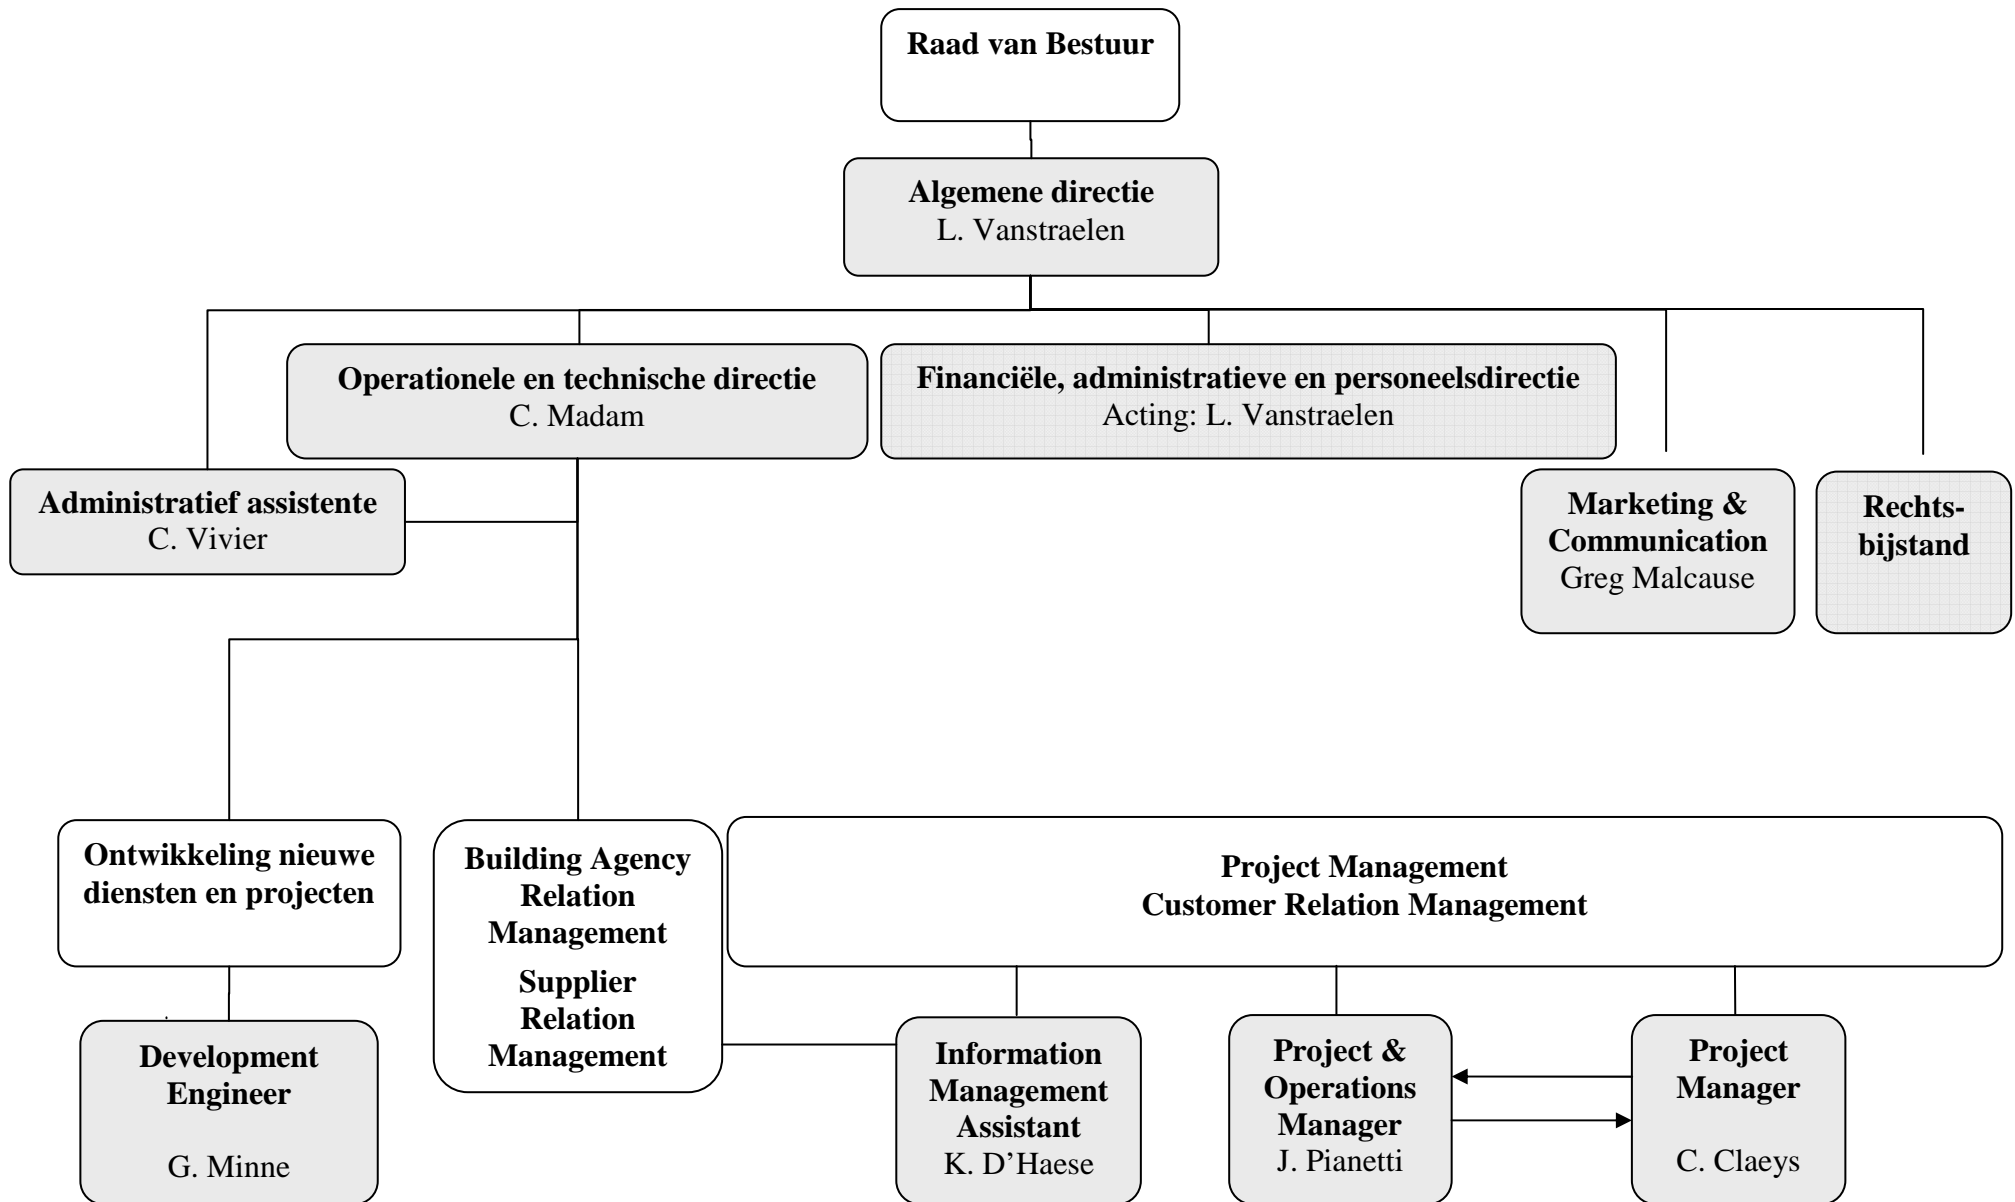 Raad van Bestuur
Algemene directie
L. Vanstraelen
Operationele en technische directie
C. Madam
Financiële, administratieve en personeelsdirectie
Acting: L. Vanstraelen
Administratief assistente
C. Vivier
Marketing &
Communication
Greg Malcause
Rechts-
bijstand
Ontwikkeling nieuwe
diensten en projecten
Building Agency
Relation
Management
Supplier
Relation
Management
Project Management
Customer Relation Management
Development
Engineer
G. Minne
Information
Management
Assistant
K. D’Haese
Project &
Operations
Manager
J. Pianetti
Project
Manager
C. Claeys